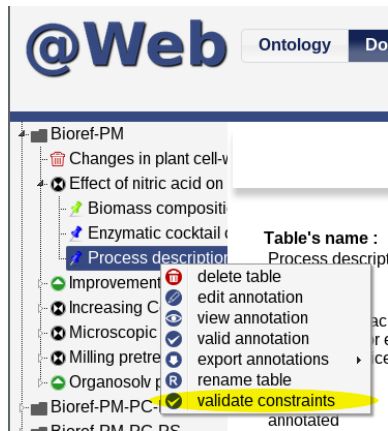 @Web
Ontology Do
Bioref-PM
Changes in plant cell-w
Effect of nitric acid on
Biomass compositi
Enzymatic cocktail
Process description
Table's name :
Process descript
Improvement
Increasing C
Microscopic
Milling pretre
Organosolv p
Bioref-PM-PC-
Bioref-PM-PC-PS
delete table
edit annotation
view annotation
valid annotation
export annotations
rename table
validate constraints
annotated